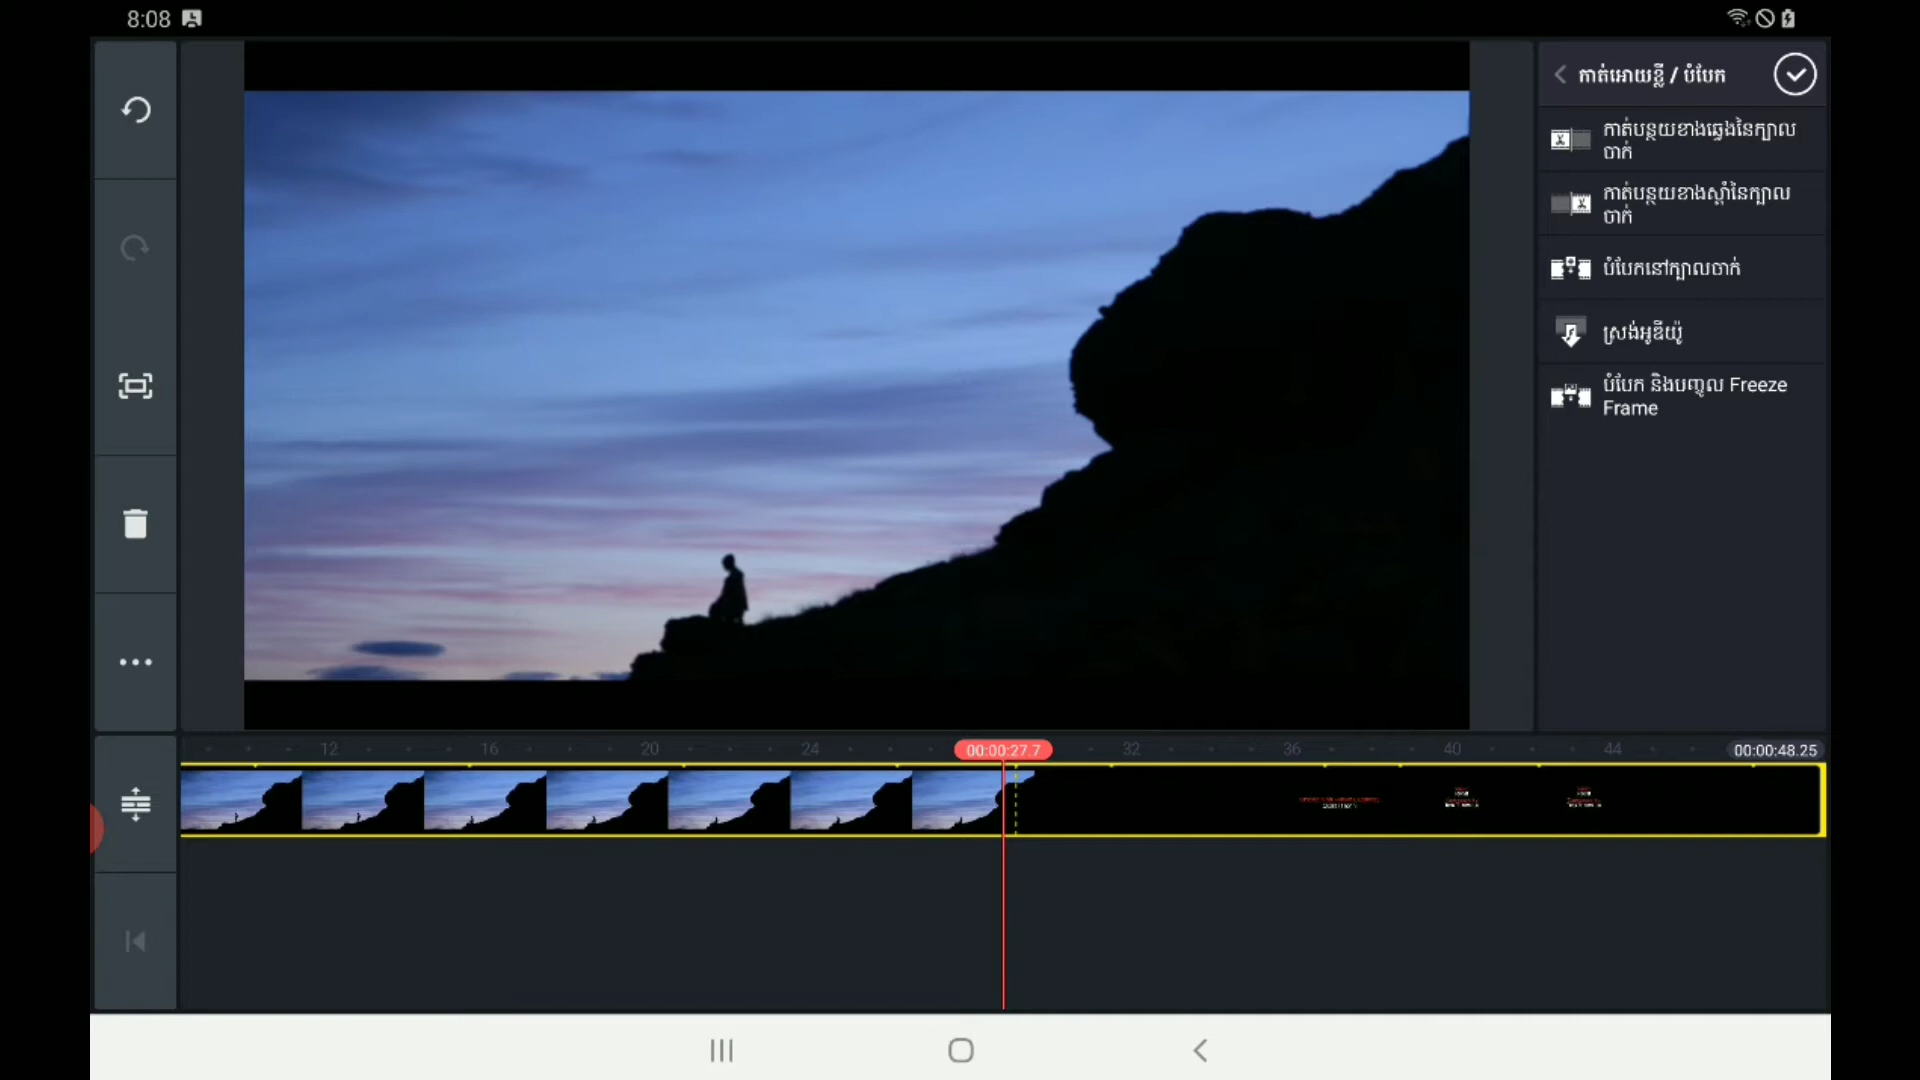 8:08
កាត់អោយខ្លី / បំបែក
កាត់បន្ថយខាងឆ្វេងនៃក្បាល
ចាក់
កាត់បន្ថយខាងស្ដាំនៃក្បាល
ចាក់
បំបែកនៅក្បាលចាក់
ស្រង់អូឌីយ៉ូ
បំបែក និងបញ្ចូល Freeze
Frame
12 16 20 24 00:00:27.7 32 36 40 44 00:00:48.25